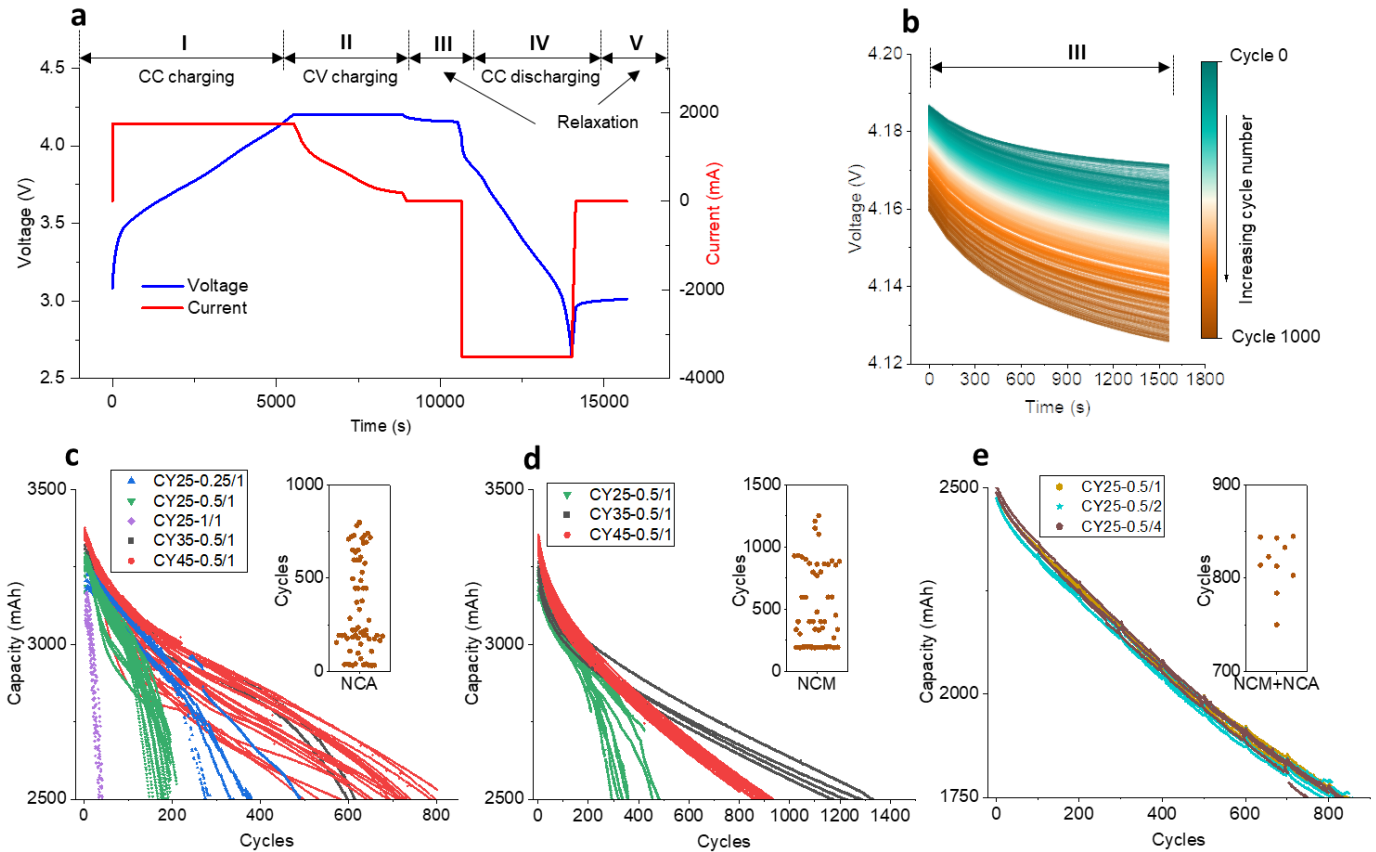 a
I
II
III
IV
V
CC charging
CV charging
CC discharging
Relaxation
4.5
4.0
3.5
3.0
2.5
Voltage (V)
2000
0
-2000
-4000
Current (mA)
Voltage
Current
0
5000
10000
15000
Time (s)
b
III
4.20
4.18
4.16
4.14
4.12
Voltage (V)
0
300
600
900
1200
1500
1800
Time (s)
Cycle 0
Increasing cycle number
Cycle 1000
c
CY25-0.25/1
CY25-0.5/1
CY25-1/1
CY35-0.5/1
CY45-0.5/1
3500
3000
2500
Capacity (mAh)
0
200
400
600
800
Cycles
1000
500
0
Cycles
NCA
d
CY25-0.5/1
CY35-0.5/1
CY45-0.5/1
3500
3000
2500
Capacity (mAh)
0
200
400
600
800
1000
1200
1400
Cycles
1500
1000
500
0
Cycles
NCM
e
CY25-0.5/1
CY25-0.5/2
CY25-0.5/4
2500
2000
1750
Capacity (mAh)
0
200
400
600
800
Cycles
900
800
700
Cycles
NCM+NCA